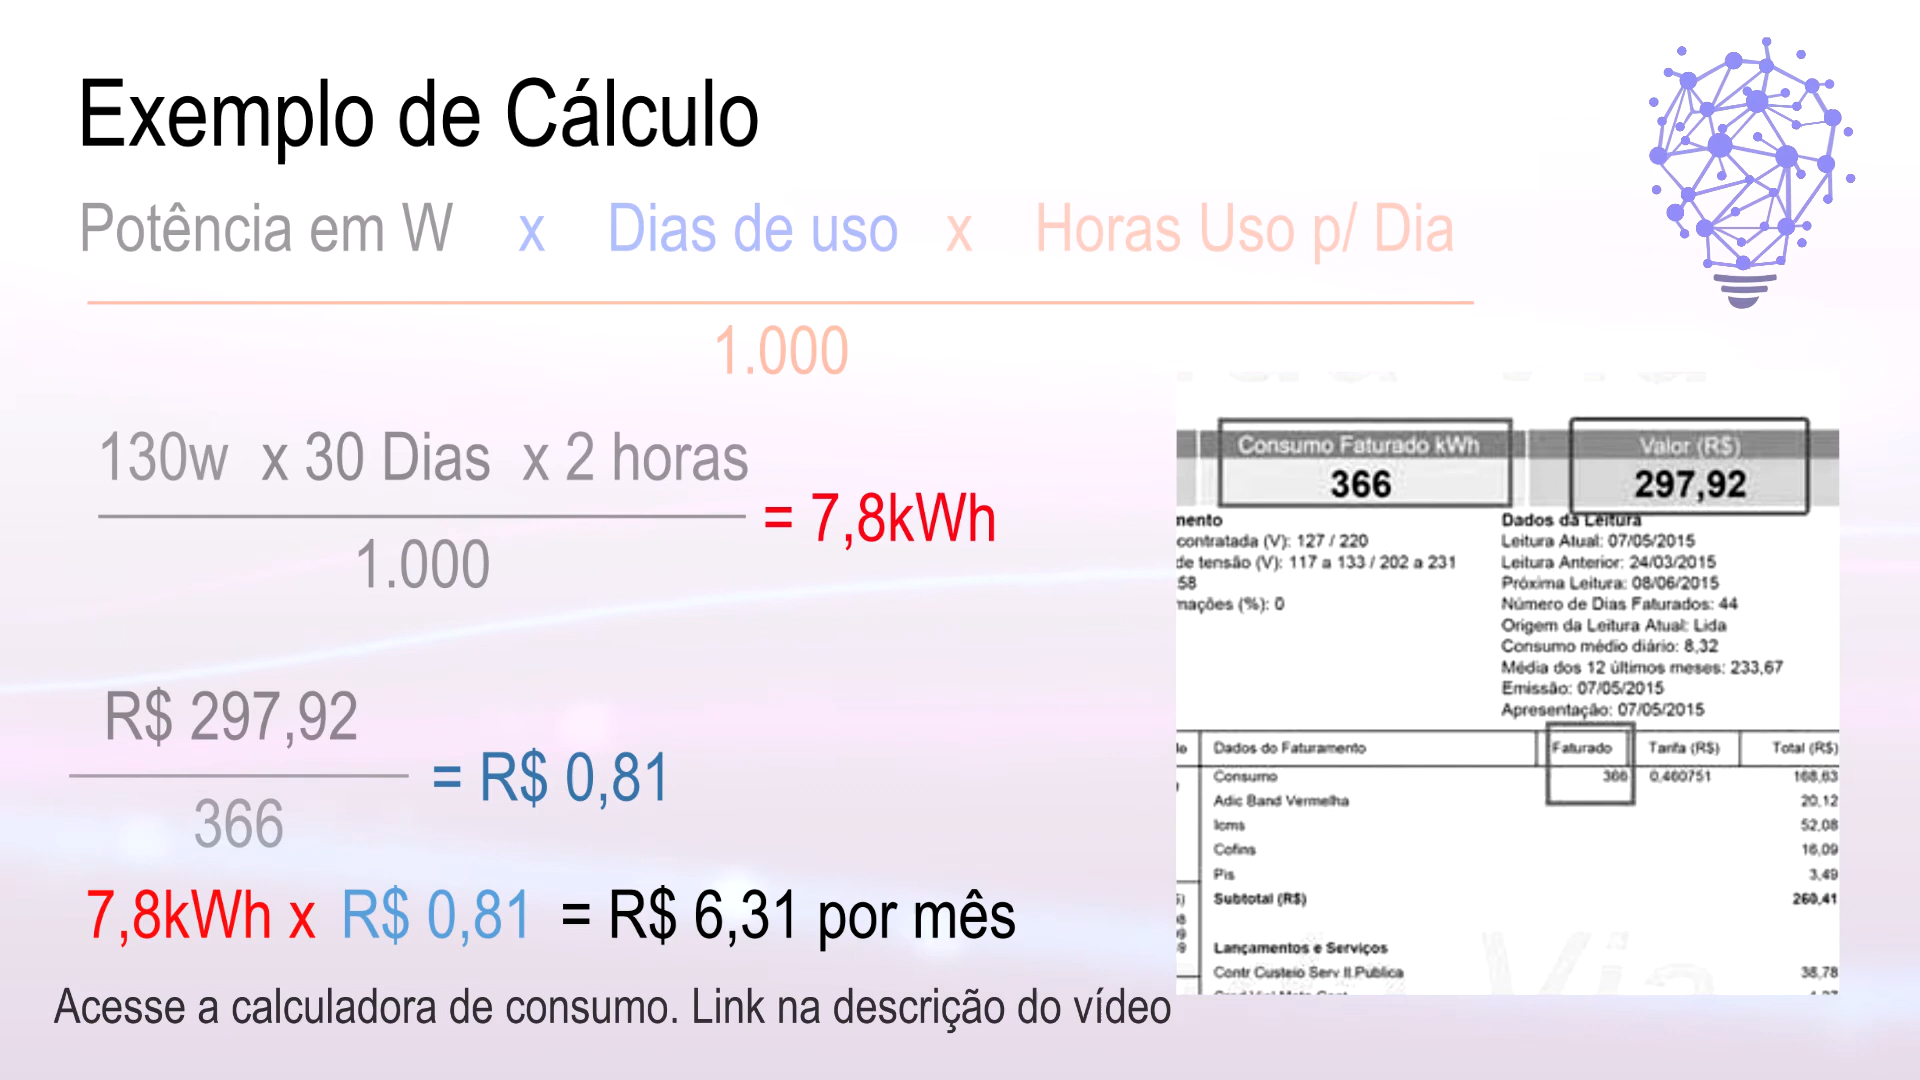 Exemplo de Cálculo
Potência em W x Dias de uso x Horas Uso p/ Dia
1.000
130w x 30 Dias x 2 horas
= 7,8kWh
1.000
R$ 297,92
= R$ 0,81
366
7,8kWh x R$ 0,81 = R$ 6,31 por mês
Acesse a calculadora de consumo. Link na descrição do vídeo
Consumo Faturado kWh Valor (R$)
366 297,92
mento Dados da Leitura
contratada (V): 127 / 220 Leitura Atual: 07/05/2015
de tensão (V): 117 a 133 / 202 a 231 Leitura Anterior: 24/03/2015
58 Próxima Leitura: 08/06/2015
mações (%): 0 Número de Dias Faturados: 44
Origem da Leitura Atual: Lida
Consumo médio diário: 8,32
Média dos 12 últimos meses: 233,67
Emissão: 07/05/2015
Apresentação: 07/05/2015
Dados do Faturamento Faturado Tarifa (R$) Total (R$)
Consumo 366 0,460751 168,63
Adic Band Vermelha 20,12
Icms 52,08
Cofins 16,09
Pis 3,49
Subtotal (R$) 260,41
Lançamentos e Serviços
Contr Custeio Serv Il.Publica 38,78